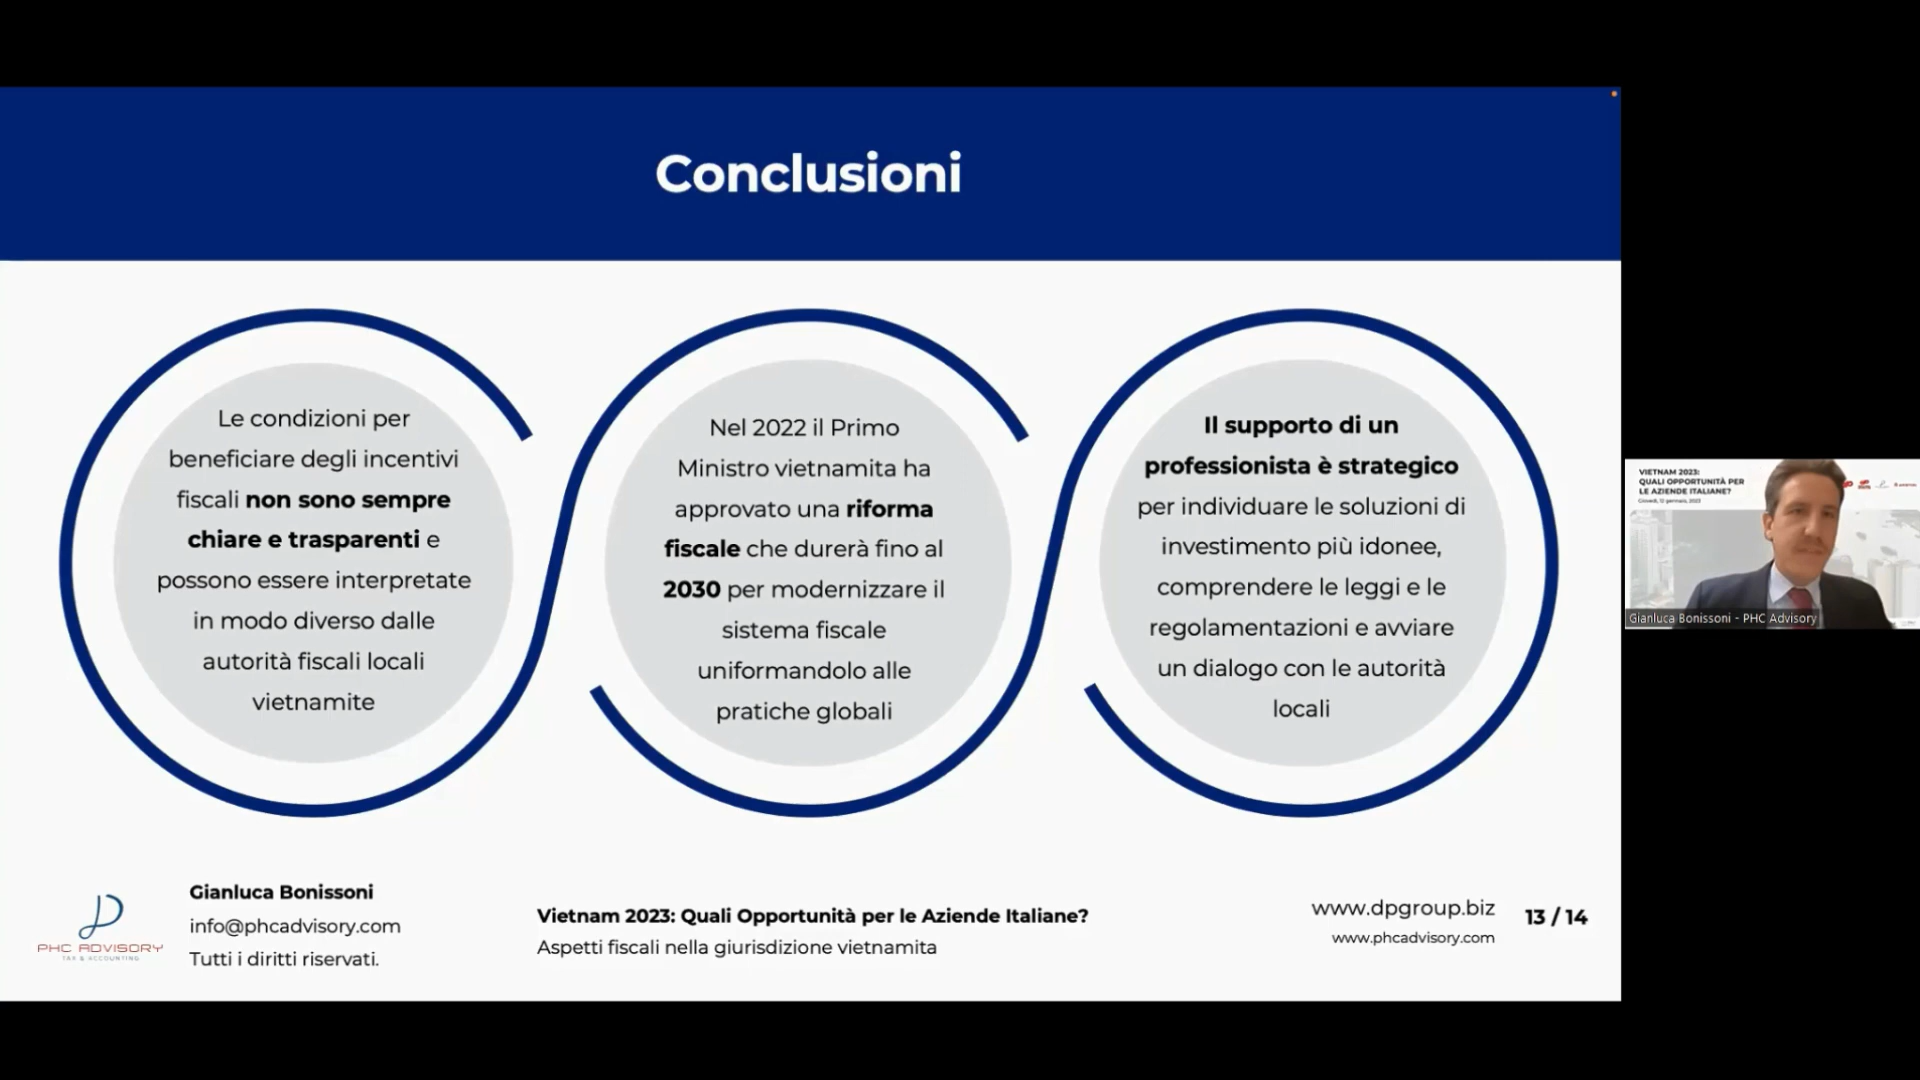 Conclusioni
Le condizioni per
beneficiare degli incentivi
fiscali non sono sempre
chiare e trasparenti e
possono essere interpretate
in modo diverso dalle
autorità fiscali locali
vietnamite
Nel 2022 il Primo
Ministro vietnamita ha
approvato una riforma
fiscale che durerà fino al
2030 per modernizzare il
sistema fiscale
uniformandolo alle
pratiche globali
Il supporto di un
professionista è strategico
per individuare le soluzioni di
investimento più idonee,
comprendere le leggi e le
regolamentazioni e avviare
un dialogo con le autorità
locali
VIETNAM 2023:
QUALI OPPORTUNITÀ PER
LE AZIENDE ITALIANE?
Giovedì, 12 gennaio, 2023
Gianluca Bonissoni - PHC Advisory
PHC ADVISORY
TAX & ACCOUNTING
Gianluca Bonissoni
info@phcadvisory.com
Tutti i diritti riservati.
Vietnam 2023: Quali Opportunità per le Aziende Italiane?
Aspetti fiscali nella giurisdizione vietnamita
www.dpgroup.biz
www.phcadvisory.com
13 / 14